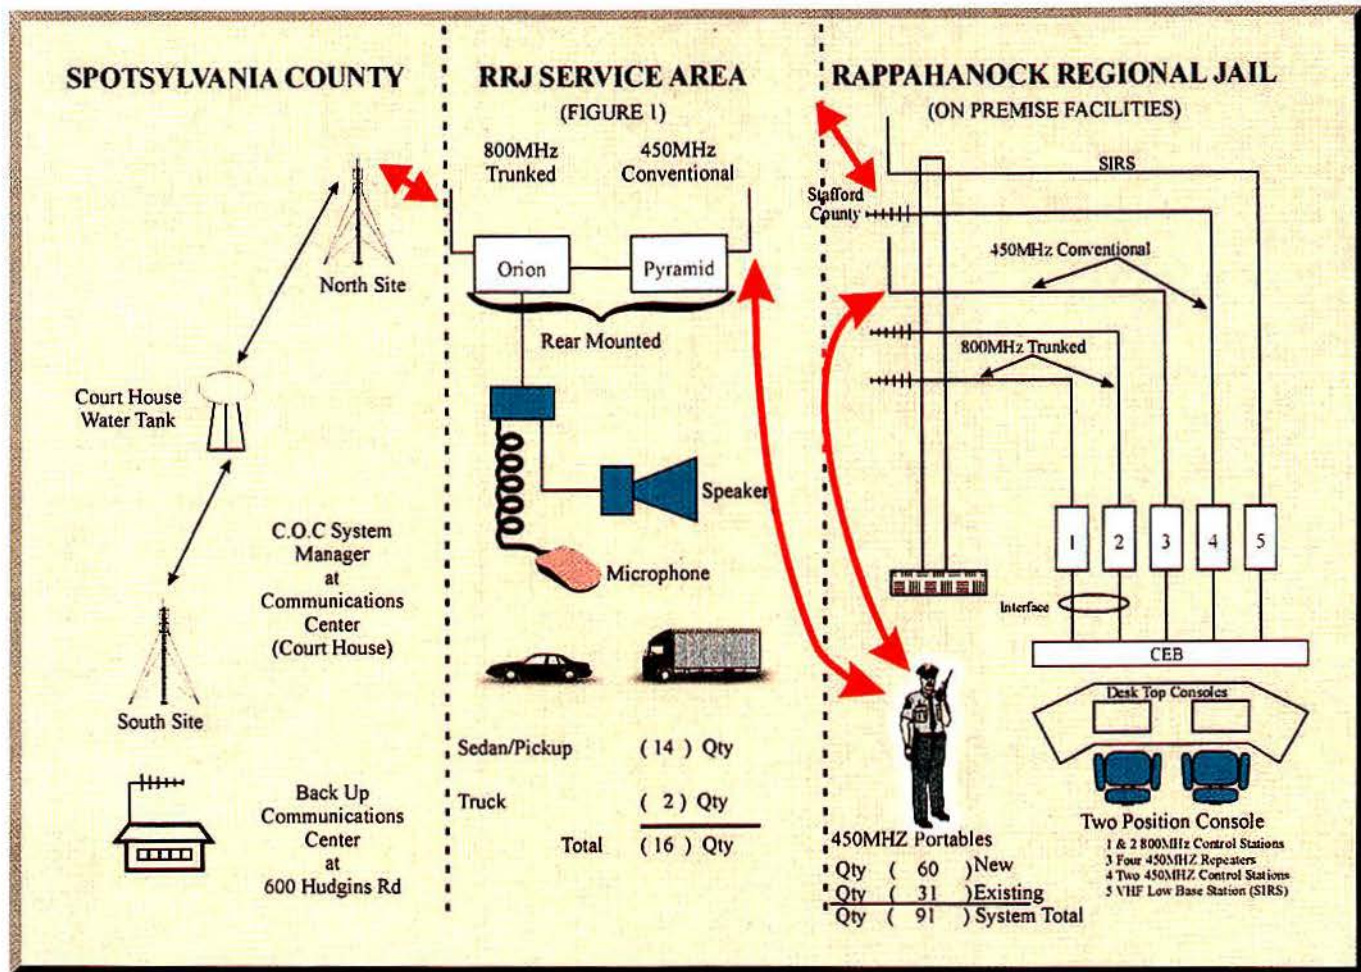 SPOTSYLVANIA COUNTY
North Site
Court House
Water Tank
C.O.C System
Manager
at
Communications
Center
(Court House)
South Site
Back Up
Communications
Center
at
600 Hudgins Rd
RRJ SERVICE AREA
(FIGURE 1)
800MHz
Trunked
450MHz
Conventional
Orion
Pyramid
Rear Mounted
Speaker
Microphone
Sedan/Pickup ( 14 ) Qty
Truck ( 2 ) Qty
Total ( 16 ) Qty
RAPPAHANOCK REGIONAL JAIL
(ON PREMISE FACILITIES)
SIRS
Stafford
County
450MHz Conventional
800MHz Trunked
1 2 3 4 5
Interface
CEB
Desk Top Consoles
Two Position Console
1 & 2 800MHz Control Stations
3 Four 450MHZ Repeaters
4 Two 450MHZ Control Stations
5 VHF Low Base Station (SIRS)
450MHZ Portables
Qty ( 60 ) New
Qty ( 31 ) Existing
Qty ( 91 ) System Total